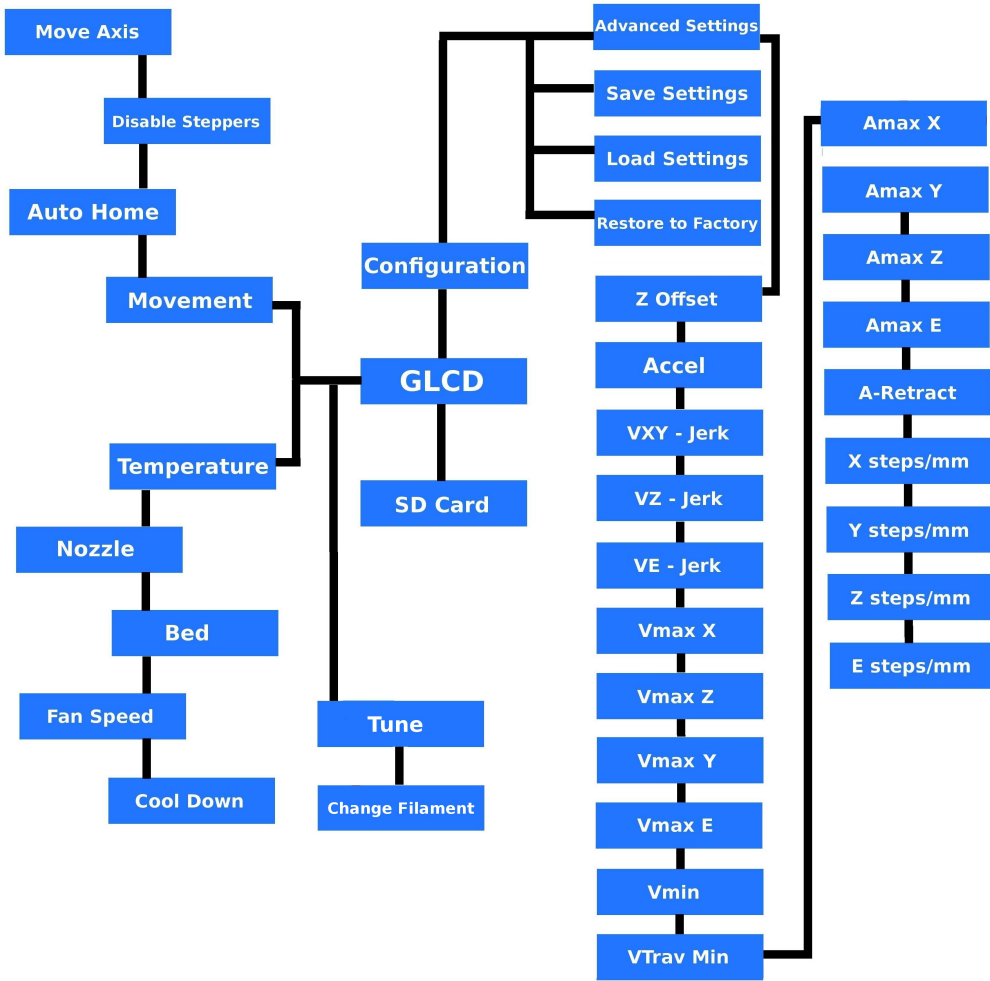 Move Axis
Disable Steppers
Auto Home
Movement
Temperature
Nozzle
Bed
Fan Speed
Cool Down
Configuration
GLCD
SD Card
Tune
Change Filament
Advanced Settings
Save Settings
Load Settings
Restore to Factory
Z Offset
Accel
VXY - Jerk
VZ - Jerk
VE - Jerk
Vmax X
Vmax Z
Vmax Y
Vmax E
Vmin
VTrav Min
Amax X
Amax Y
Amax Z
Amax E
A-Retract
X steps/mm
Y steps/mm
Z steps/mm
E steps/mm